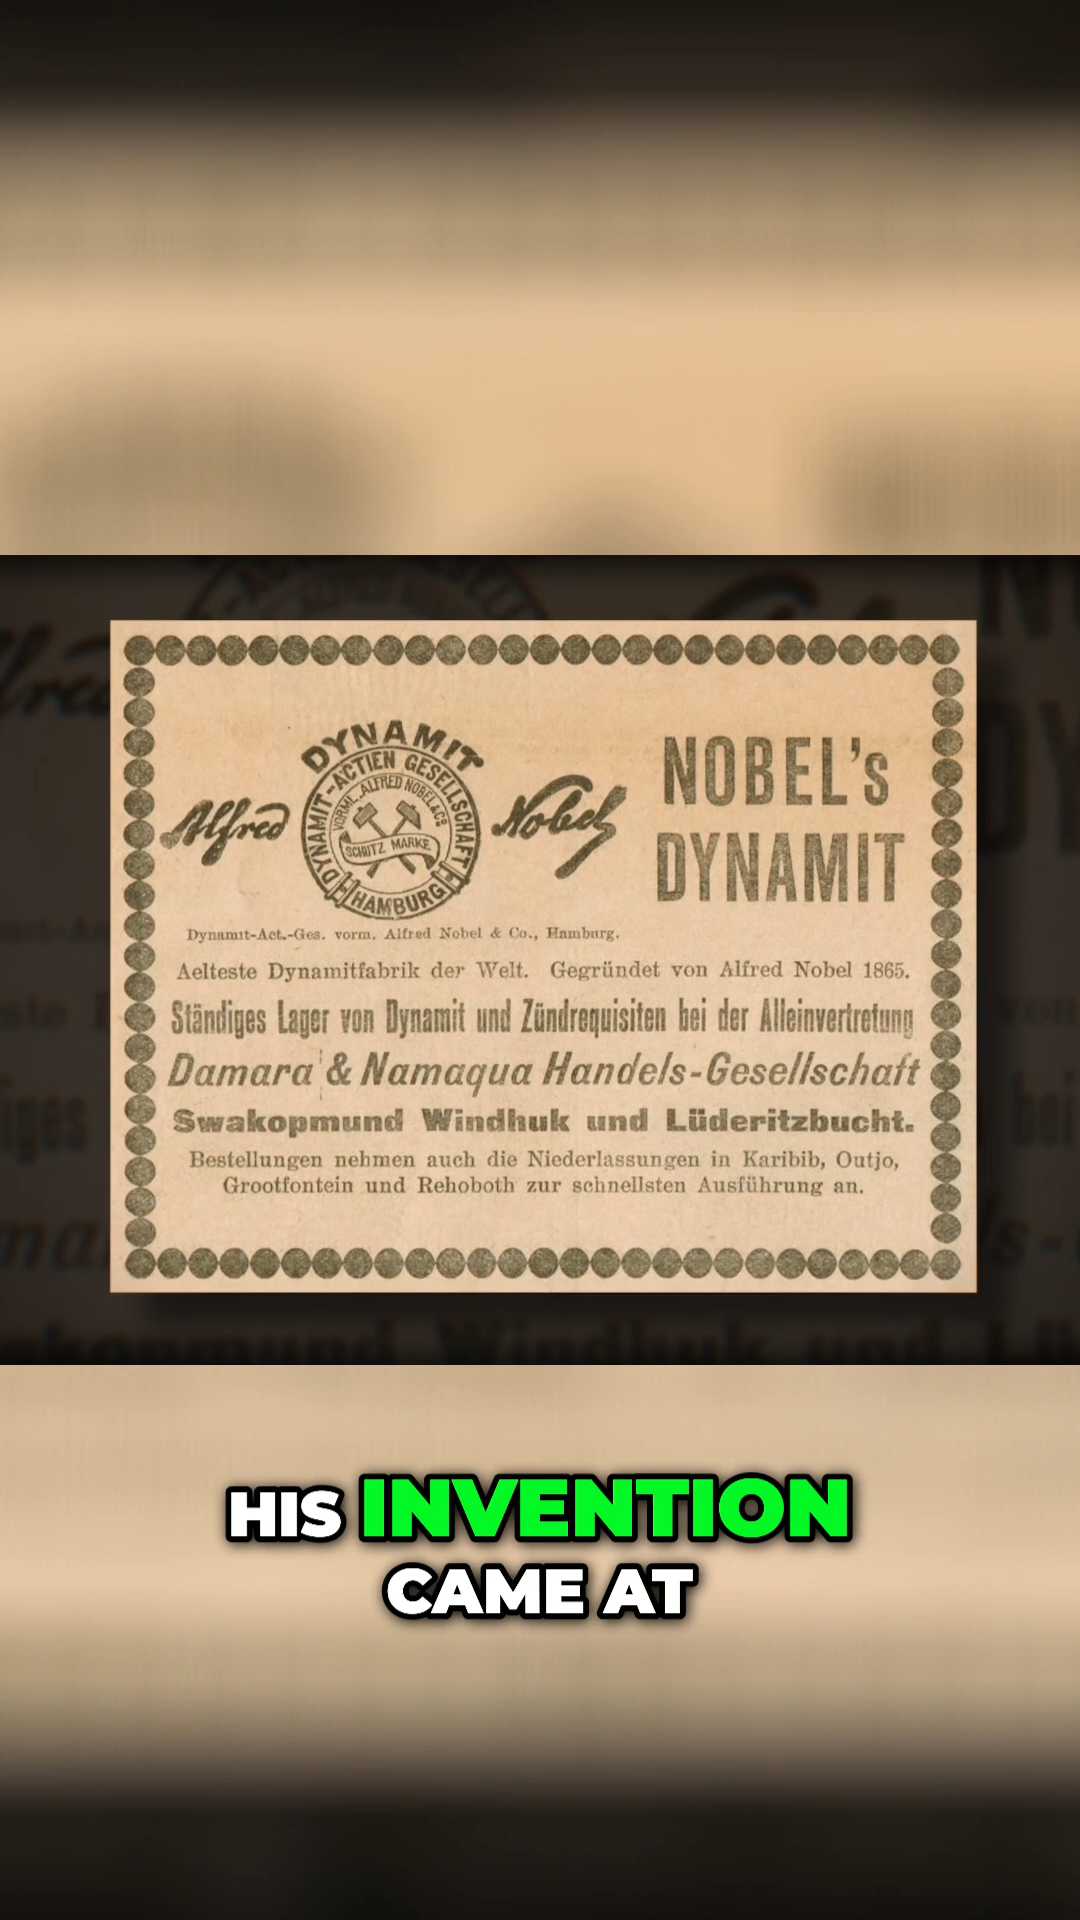 DYNAMIT
DYNAMIT-ACTIEN GESELLSCHAFT
VORML. ALFRED NOBEL & Co
SCHUTZ MARKE
HAMBURG
Alfred Nobel
NOBEL's
DYNAMIT
Dynamit-Act.-Ges. vorm. Alfred Nobel & Co., Hamburg.
Aelteste Dynamitfabrik der Welt. Gegründet von Alfred Nobel 1865.
Ständiges Lager von Dynamit und Zündrequisiten bei der Alleinvertretung
Damara & Namaqua Handels-Gesellschaft
Swakopmund Windhuk und Lüderitzbucht.
Bestellungen nehmen auch die Niederlassungen in Karibib, Outjo,
Grootfontein und Rehoboth zur schnellsten Ausführung an.
HIS INVENTION
CAME AT